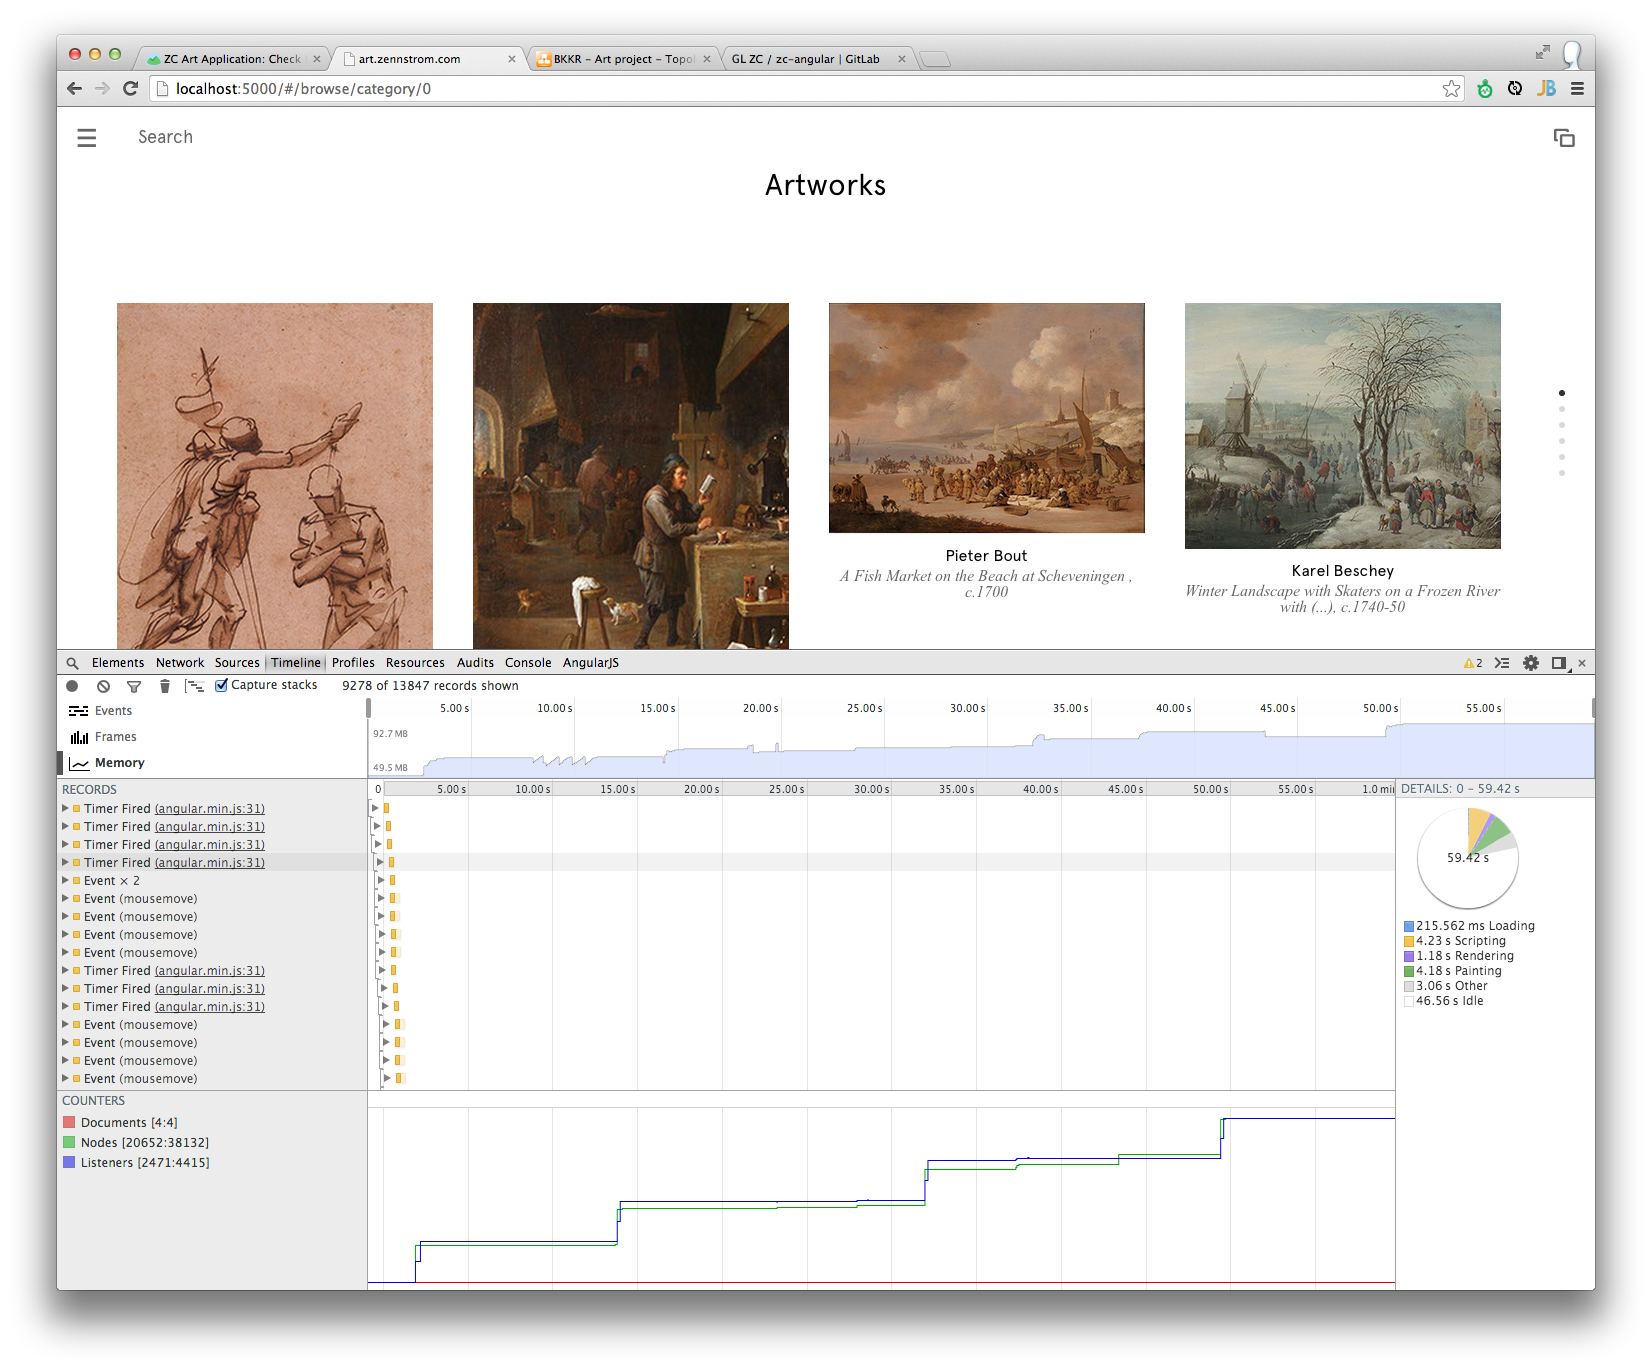 ZC Art Application: Check
art.zennstrom.com
BKKR – Art project – Topol
GL ZC / zc-angular | GitLab
localhost:5000/#/browse/category/0
JB
Search
Artworks
Pieter Bout
A Fish Market on the Beach at Scheveningen ,
c.1700
Karel Beschey
Winter Landscape with Skaters on a Frozen River
with (...), c.1740-50
Elements Network Sources Timeline Profiles Resources Audits Console AngularJS
2
Capture stacks 9278 of 13847 records shown
Events
Frames
Memory
5.00 s 10.00 s 15.00 s 20.00 s 25.00 s 30.00 s 35.00 s 40.00 s 45.00 s 50.00 s 55.00 s
92.7 MB
49.5 MB
RECORDS
0 5.00 s 10.00 s 15.00 s 20.00 s 25.00 s 30.00 s 35.00 s 40.00 s 45.00 s 50.00 s 55.00 s 1.0 min
DETAILS: 0 – 59.42 s
Timer Fired (angular.min.js:31)
Timer Fired (angular.min.js:31)
Timer Fired (angular.min.js:31)
Timer Fired (angular.min.js:31)
Event × 2
Event (mousemove)
Event (mousemove)
Event (mousemove)
Event (mousemove)
Timer Fired (angular.min.js:31)
Timer Fired (angular.min.js:31)
Timer Fired (angular.min.js:31)
Event (mousemove)
Event (mousemove)
Event (mousemove)
Event (mousemove)
59.42 s
215.562 ms Loading
4.23 s Scripting
1.18 s Rendering
4.18 s Painting
3.06 s Other
46.56 s Idle
COUNTERS
Documents [4:4]
Nodes [20652:38132]
Listeners [2471:4415]